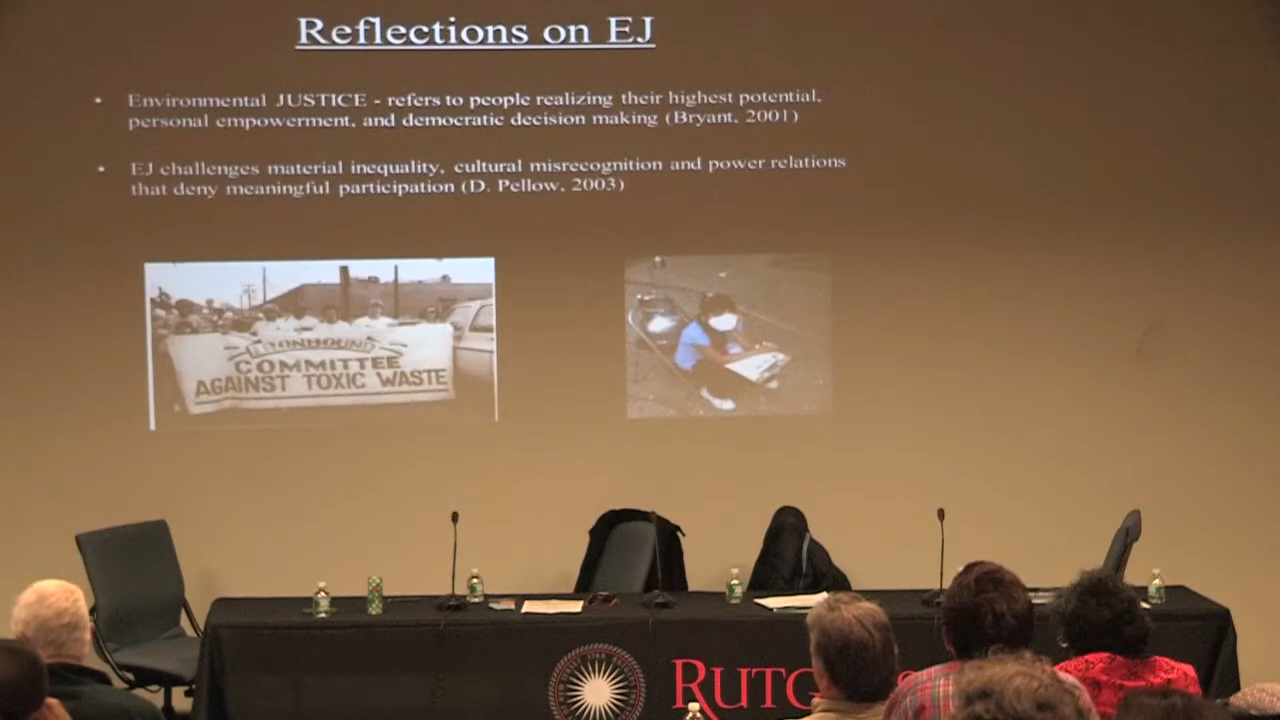 Reflections on EJ
• Environmental JUSTICE - refers to people realizing their highest potential,
personal empowerment, and democratic decision making (Bryant, 2001)
• EJ challenges material inequality, cultural misrecognition and power relations
that deny meaningful participation (D. Pellow, 2003)
IRONBOUND
COMMITTEE
AGAINST TOXIC WASTE
RUTG